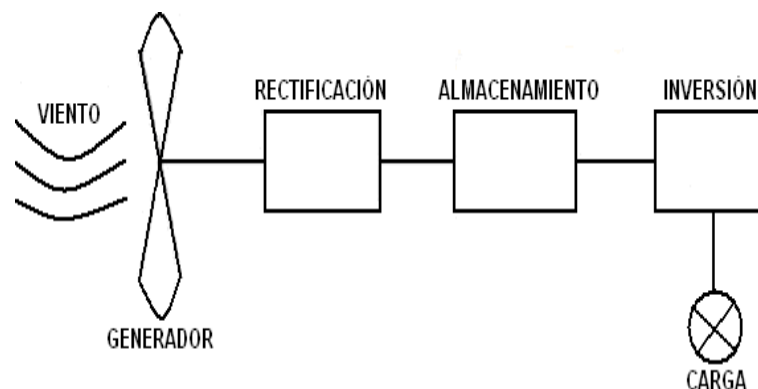 VIENTO
RECTIFICACIÓN
ALMACENAMIENTO
INVERSIÓN
GENERADOR
CARGA